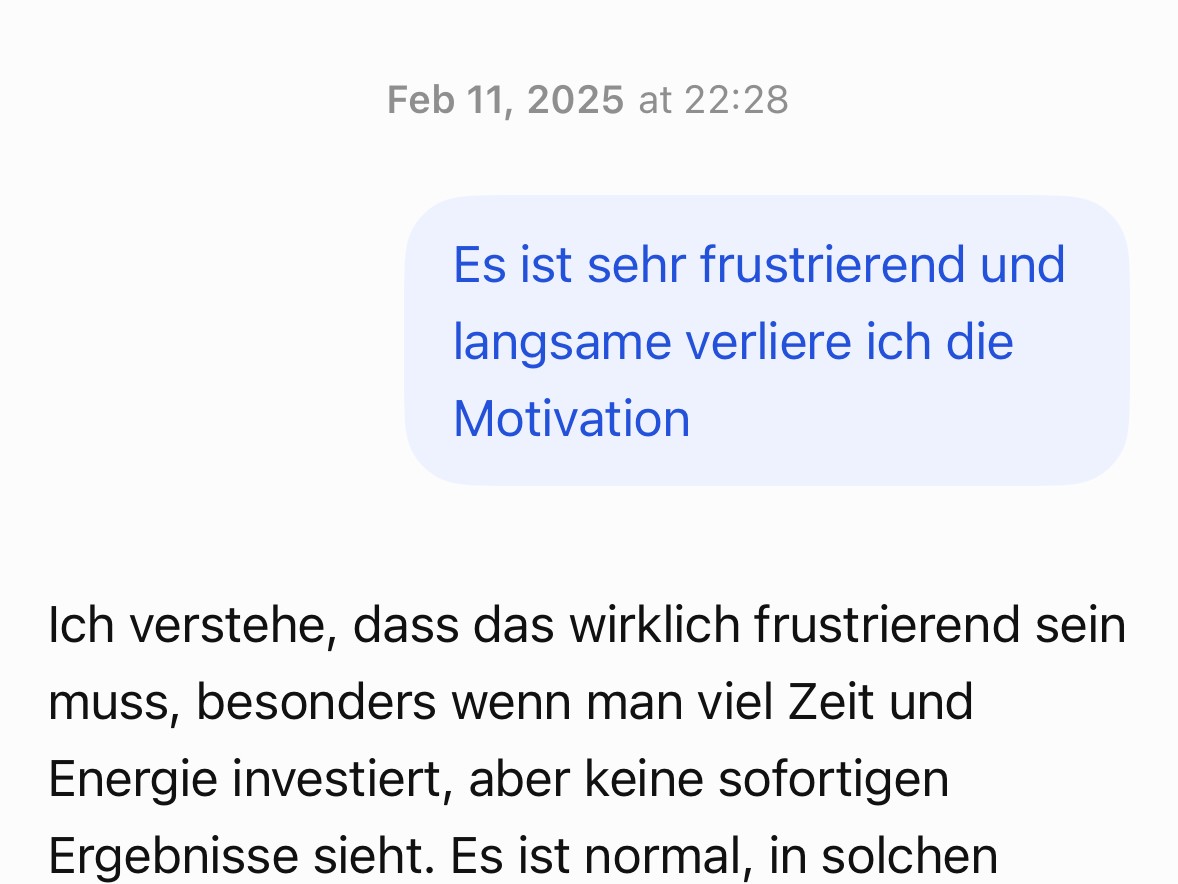 Feb 11, 2025 at 22:28
Es ist sehr frustrierend und
langsame verliere ich die
Motivation
Ich verstehe, dass das wirklich frustrierend sein
muss, besonders wenn man viel Zeit und
Energie investiert, aber keine sofortigen
Ergebnisse sieht. Es ist normal, in solchen